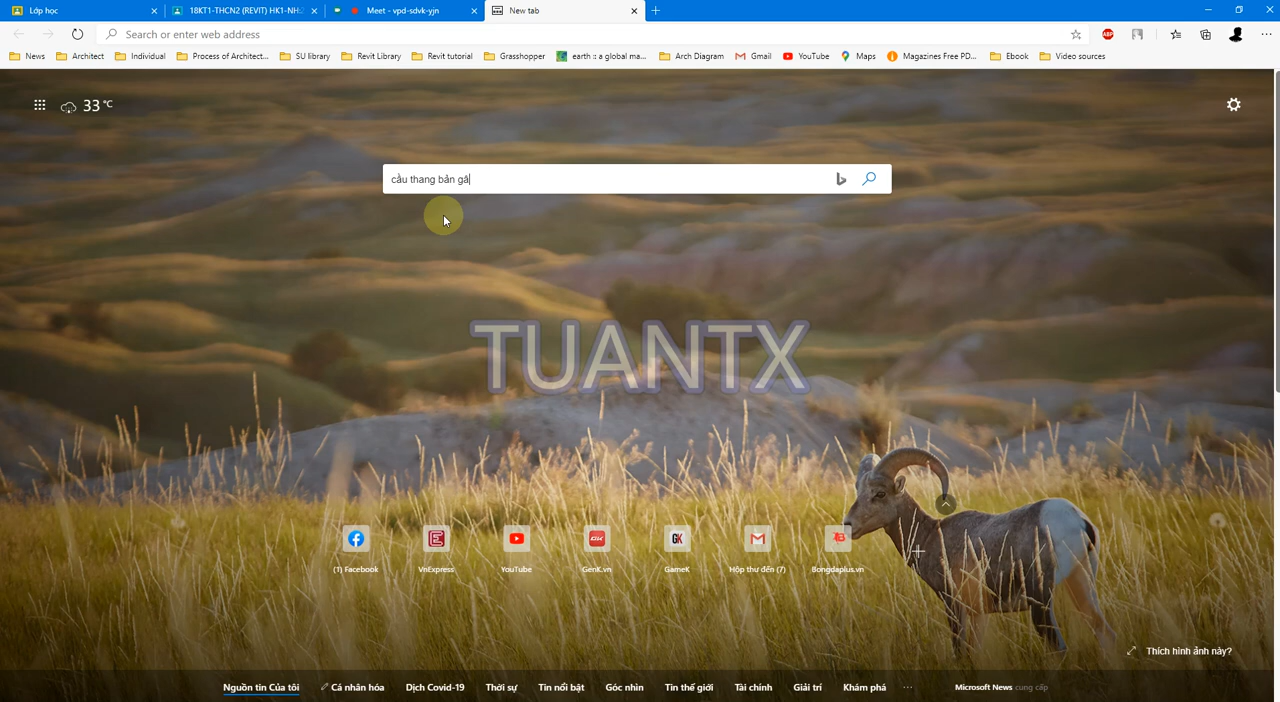 Lớp học
18KT1-THCN2 (REVIT) HK1-NH.
Meet - vpd-sdvk-yjn
New tab
Search or enter web address
ABP
News
Architect
Individual
Process of Architect...
SU library
Revit Library
Revit tutorial
Grasshopper
earth :: a global ma...
Arch Diagram
Gmail
YouTube
Maps
Magazines Free PD...
Ebook
Video sources
33 °C
cầu thang bản gã
TUANTX
(1) Facebook
VnExpress
YouTube
GenK.vn
GameK
Hộp thư đến (7)
Bongdaplus.vn
Thích hình ảnh này?
Nguồn tin Của tôi
Cá nhân hóa
Dịch Covid-19
Thời sự
Tin nổi bật
Góc nhìn
Tin thế giới
Tài chính
Giải trí
Khám phá
Microsoft News cung cấp